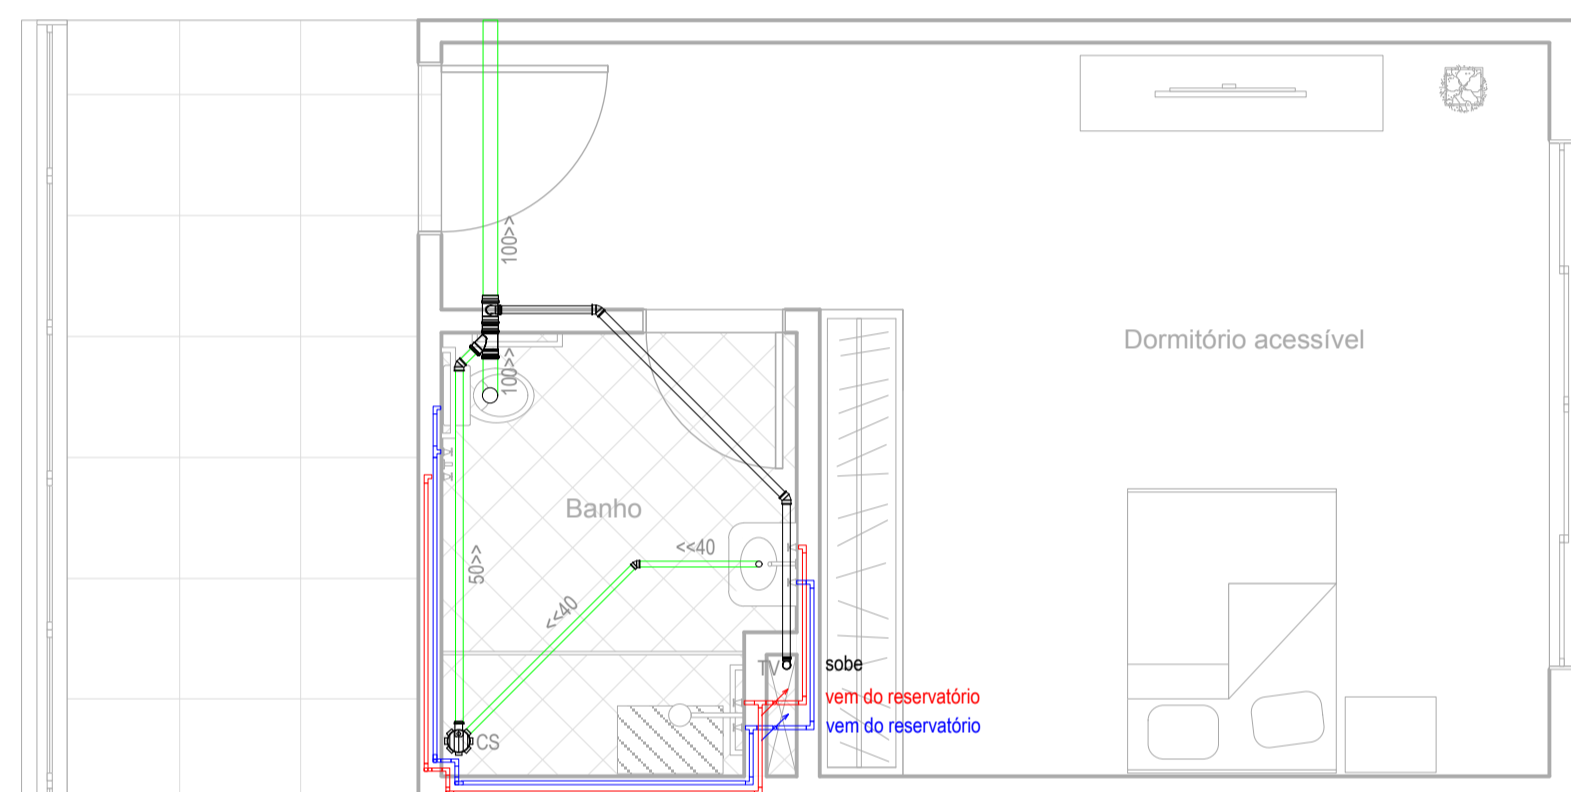 100>>
100>>
Dormitório acessível
Banho
<<40
50>>
<<40
TV
sobe
vem do reservatório
vem do reservatório
CS